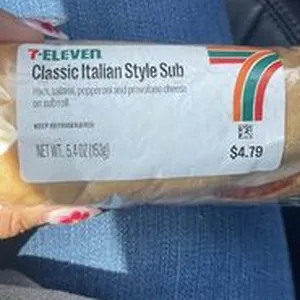 7-ELEVEN
Classic Italian Style Sub
Ham, salami, pepperoni and provolone cheese
on sub roll
KEEP REFRIGERATED
NET WT. 5.4 OZ (153g)
$4.79